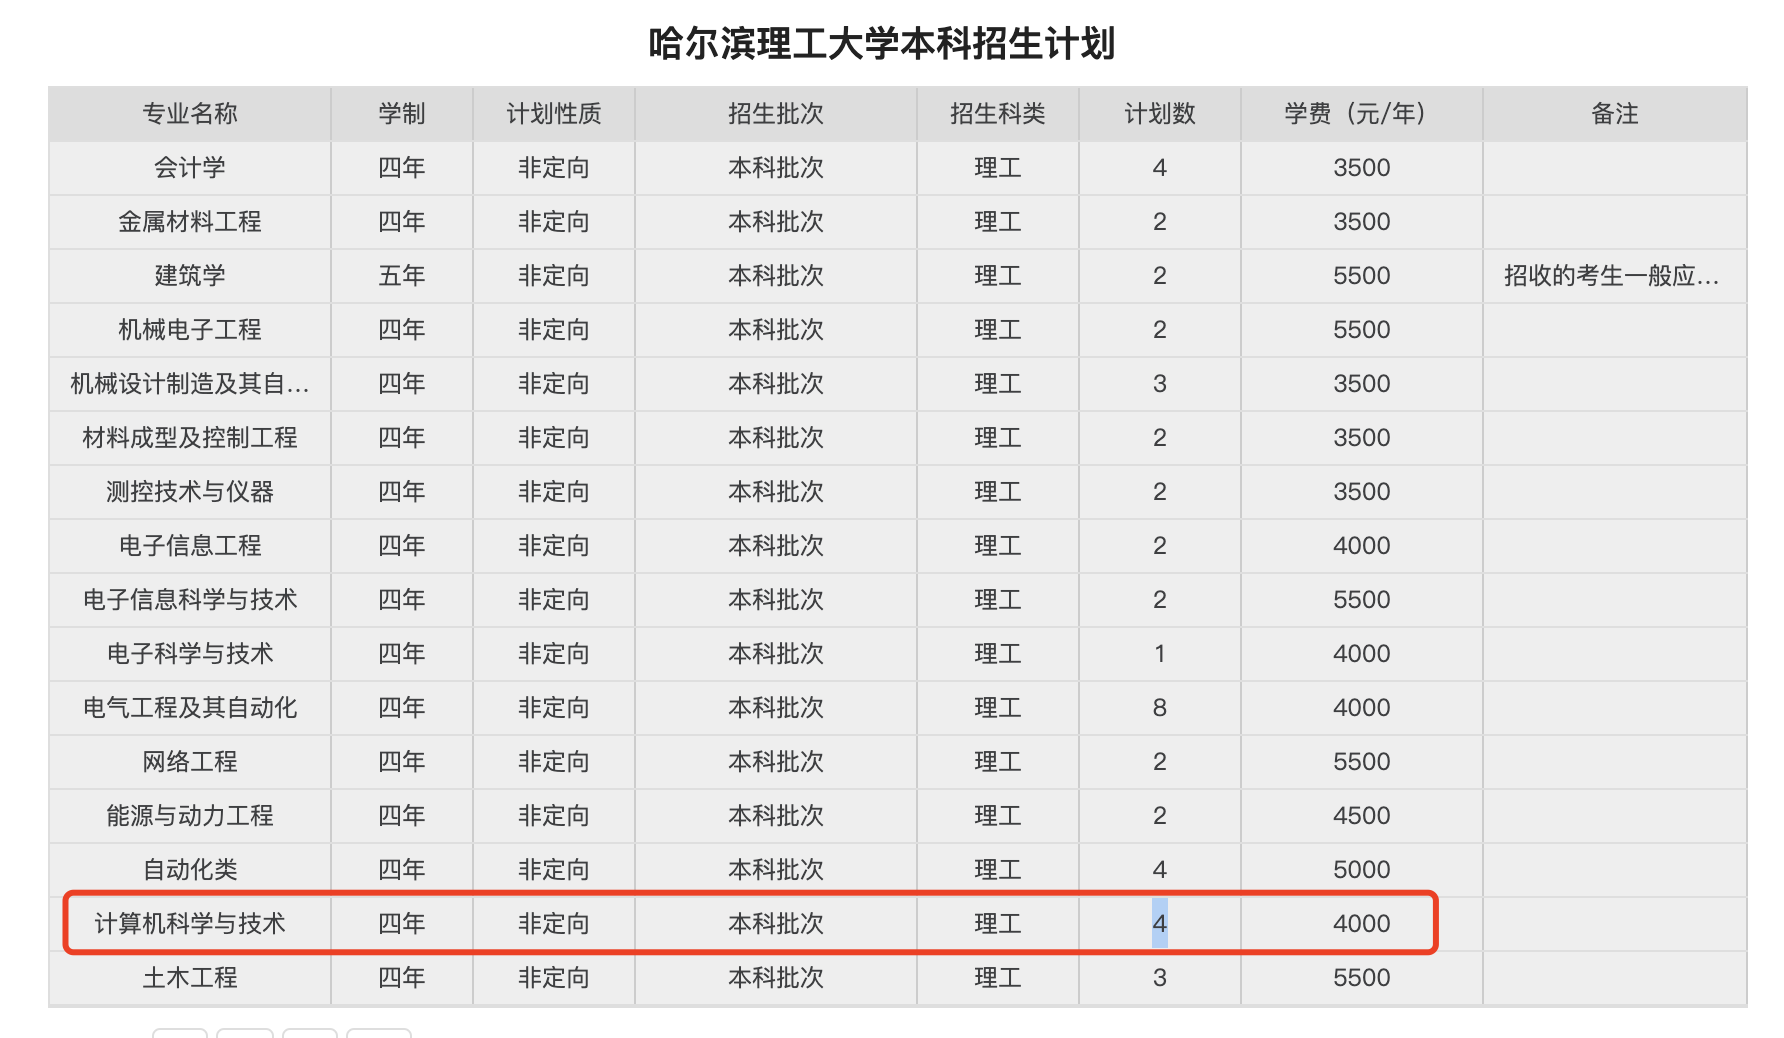 哈尔滨理工大学本科招生计划
专业名称 学制 计划性质 招生批次 招生科类 计划数 学费（元/年） 备注
会计学 四年 非定向 本科批次 理工 4 3500
金属材料工程 四年 非定向 本科批次 理工 2 3500
建筑学 五年 非定向 本科批次 理工 2 5500 招收的考生一般应...
机械电子工程 四年 非定向 本科批次 理工 2 5500
机械设计制造及其自... 四年 非定向 本科批次 理工 3 3500
材料成型及控制工程 四年 非定向 本科批次 理工 2 3500
测控技术与仪器 四年 非定向 本科批次 理工 2 3500
电子信息工程 四年 非定向 本科批次 理工 2 4000
电子信息科学与技术 四年 非定向 本科批次 理工 2 5500
电子科学与技术 四年 非定向 本科批次 理工 1 4000
电气工程及其自动化 四年 非定向 本科批次 理工 8 4000
网络工程 四年 非定向 本科批次 理工 2 5500
能源与动力工程 四年 非定向 本科批次 理工 2 4500
自动化类 四年 非定向 本科批次 理工 4 5000
计算机科学与技术 四年 非定向 本科批次 理工 4 4000
土木工程 四年 非定向 本科批次 理工 3 5500